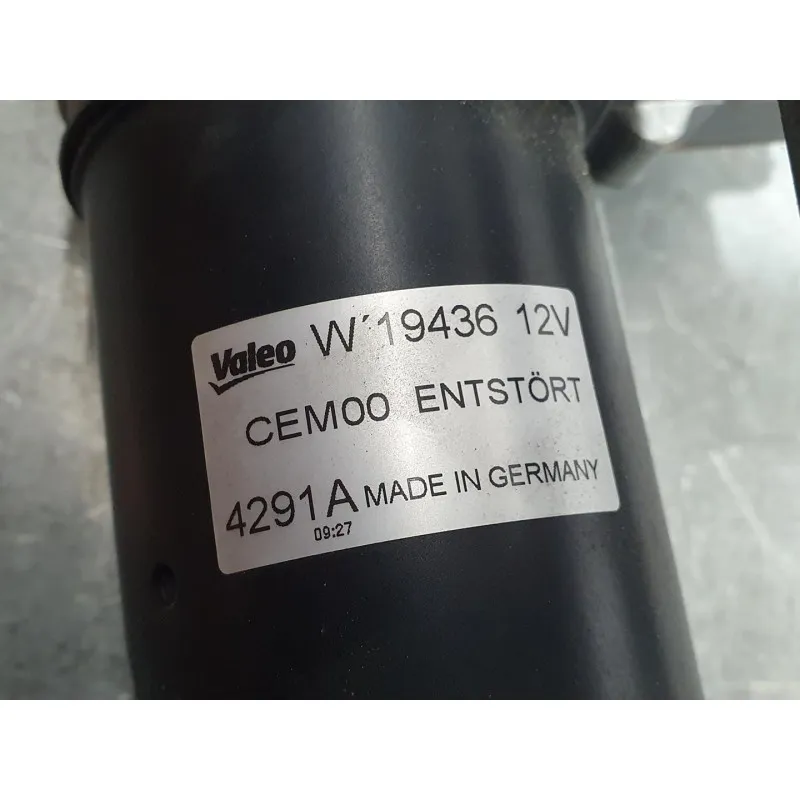 Valeo W´19436 12V
CEM00 ENTSTÖRT
4291A MADE IN GERMANY
09:27